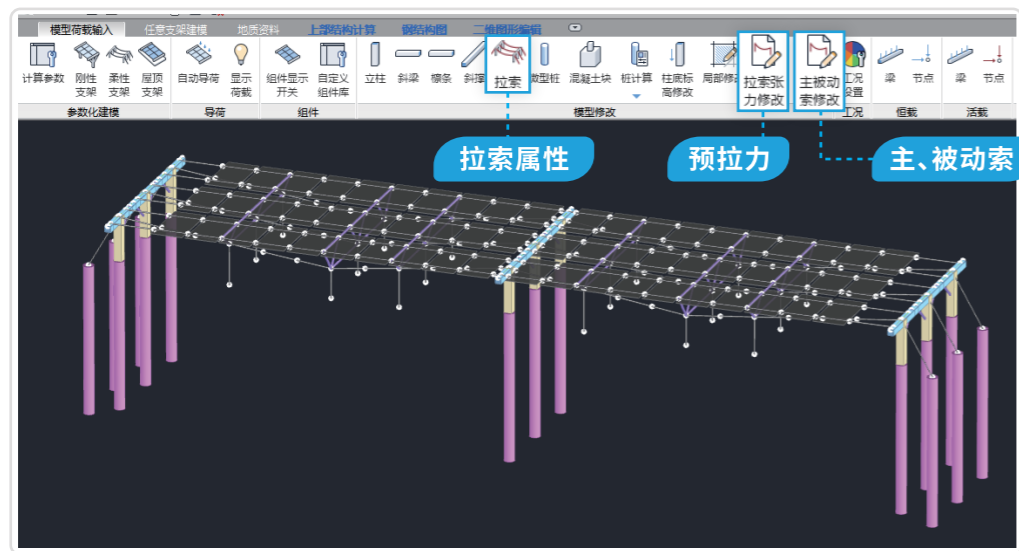 模型荷载输入 任意支架建模 地质资料 上部结构计算 钢结构图 二维图形编辑
计算参数 刚性支架 柔性支架 屋顶支架 自动导荷 显示荷载 组件显示开关 自定义组件库 立柱 斜梁 檩条 斜撑 拉索 微型桩 混凝土块 桩计算 柱底标高修改 局部修改 拉索张力修改 主被动索修改 工况设置 梁 节点 梁 节点
参数化建模 导荷 组件 模型修改 工况 恒载 活载
拉索属性 预拉力 主、被动索